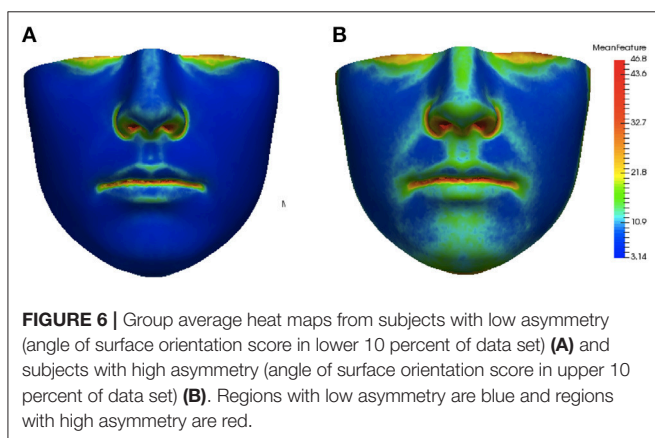 A
B
MeanFeature
46.8
32.7
21.8
10.9
3.14
FIGURE 6 | Group average heat maps from subjects with low asymmetry
(angle of surface orientation score in lower 10 percent of data set) (A) and
subjects with high asymmetry (angle of surface orientation score in upper 10
percent of data set) (B). Regions with low asymmetry are blue and regions
with high asymmetry are red.